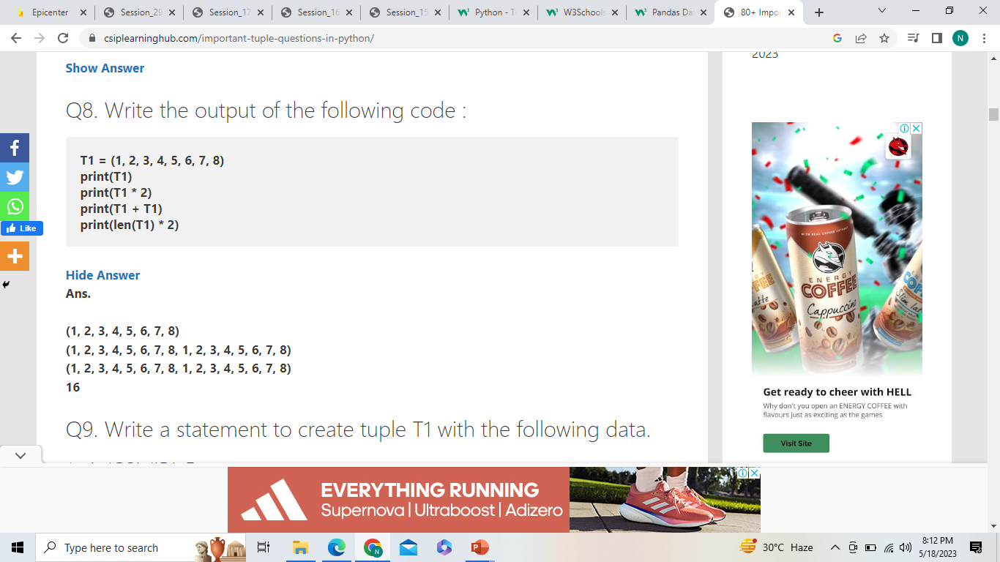 Epicenter
Session_29
Session_17
Session_16
Session_15
Python - T
W3Schools
Pandas Da
80+ Impor
csiplearninghub.com/important-tuple-questions-in-python/
N
2023
Show Answer
Q8. Write the output of the following code :
T1 = (1, 2, 3, 4, 5, 6, 7, 8)
print(T1)
print(T1 * 2)
print(T1 + T1)
print(len(T1) * 2)
Like
Hide Answer
Ans.
(1, 2, 3, 4, 5, 6, 7, 8)
(1, 2, 3, 4, 5, 6, 7, 8, 1, 2, 3, 4, 5, 6, 7, 8)
(1, 2, 3, 4, 5, 6, 7, 8, 1, 2, 3, 4, 5, 6, 7, 8)
16
Q9. Write a statement to create tuple T1 with the following data.
WITH REAL COFFEE EXTRACT
ENERGY
COFFEE
Cappuccino
Get ready to cheer with HELL
Why don't you open an ENERGY COFFEE with
flavours just as exciting as the games
Visit Site
EVERYTHING RUNNING
Supernova | Ultraboost | Adizero
Type here to search
30°C Haze
8:12 PM
5/18/2023